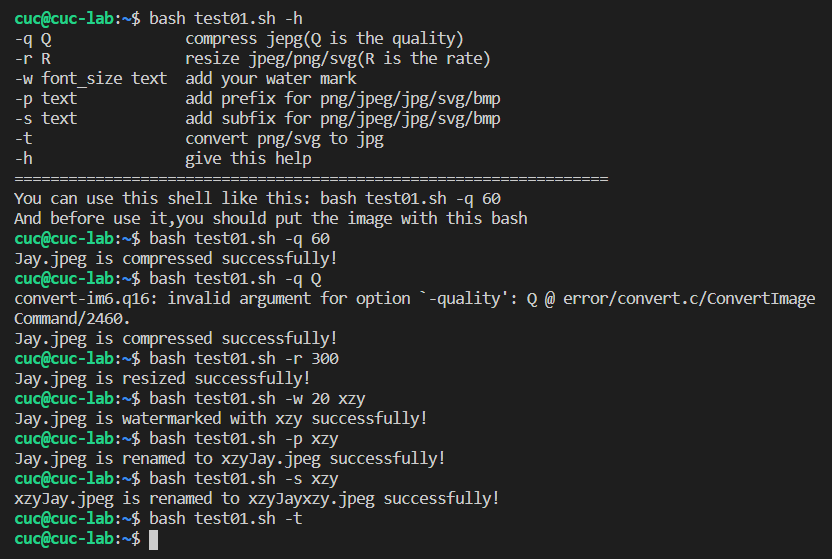 cuc@cuc-lab:~$ bash test01.sh -h
-q Q                compress jepg(Q is the quality)
-r R                resize jpeg/png/svg(R is the rate)
-w font_size text  add your water mark
-p text             add prefix for png/jpeg/jpg/svg/bmp
-s text             add subfix for png/jpeg/jpg/svg/bmp
-t                  convert png/svg to jpg
-h                  give this help
==================================================================
You can use this shell like this: bash test01.sh -q 60
And before use it,you should put the image with this bash
cuc@cuc-lab:~$ bash test01.sh -q 60
Jay.jpeg is compressed successfully!
cuc@cuc-lab:~$ bash test01.sh -q Q
convert-im6.q16: invalid argument for option `-quality': Q @ error/convert.c/ConvertImage
Command/2460.
Jay.jpeg is compressed successfully!
cuc@cuc-lab:~$ bash test01.sh -r 300
Jay.jpeg is resized successfully!
cuc@cuc-lab:~$ bash test01.sh -w 20 xzy
Jay.jpeg is watermarked with xzy successfully!
cuc@cuc-lab:~$ bash test01.sh -p xzy
Jay.jpeg is renamed to xzyJay.jpeg successfully!
cuc@cuc-lab:~$ bash test01.sh -s xzy
xzyJay.jpeg is renamed to xzyJayxzy.jpeg successfully!
cuc@cuc-lab:~$ bash test01.sh -t
cuc@cuc-lab:~$